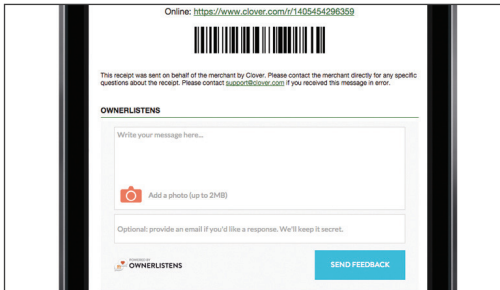 Online: https://www.clover.com/r/1405454296359
This receipt was sent on behalf of the merchant by Clover. Please contact the merchant directly for any specific
questions about the receipt. Please contact support@clover.com if you received this message in error.
OWNERLISTENS
Write your message here...
Add a photo (up to 2MB)
Optional: provide an email if you'd like a response. We'll keep it secret.
POWERED BY
OWNERLISTENS
SEND FEEDBACK